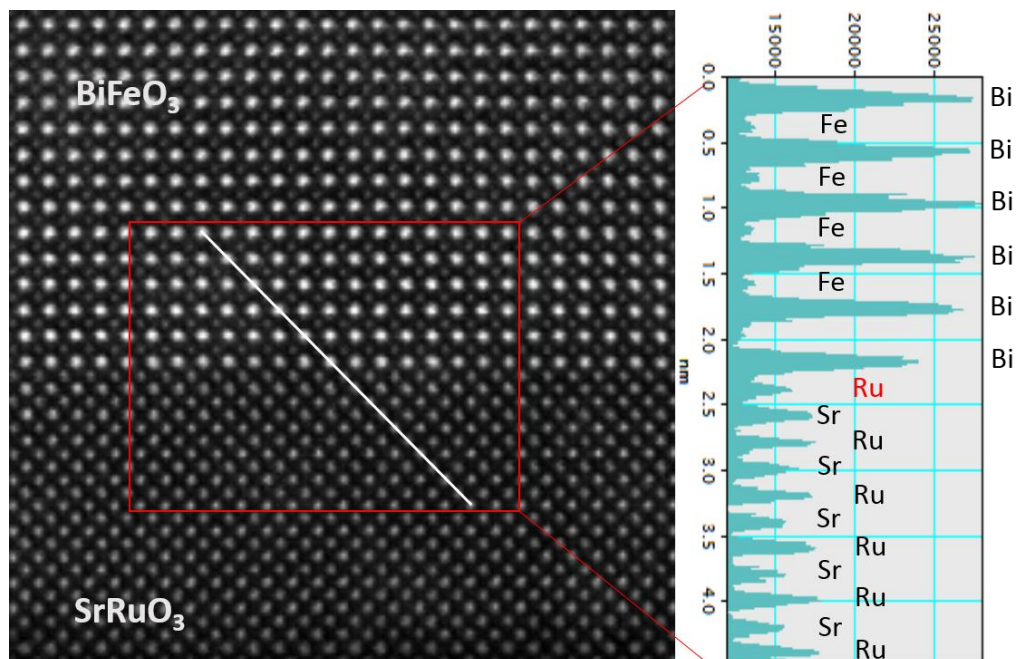 15000
20000
25000
BiFeO₃
0.0
Bi
Fe
0.5
Bi
Fe
1.0
Bi
Fe
1.5
Bi
Fe
Bi
2.0
nm
Bi
Ru
2.5
Sr
Ru
3.0
Sr
Ru
3.5
Sr
Ru
Sr
4.0
Ru
SrRuO₃
Sr
Ru